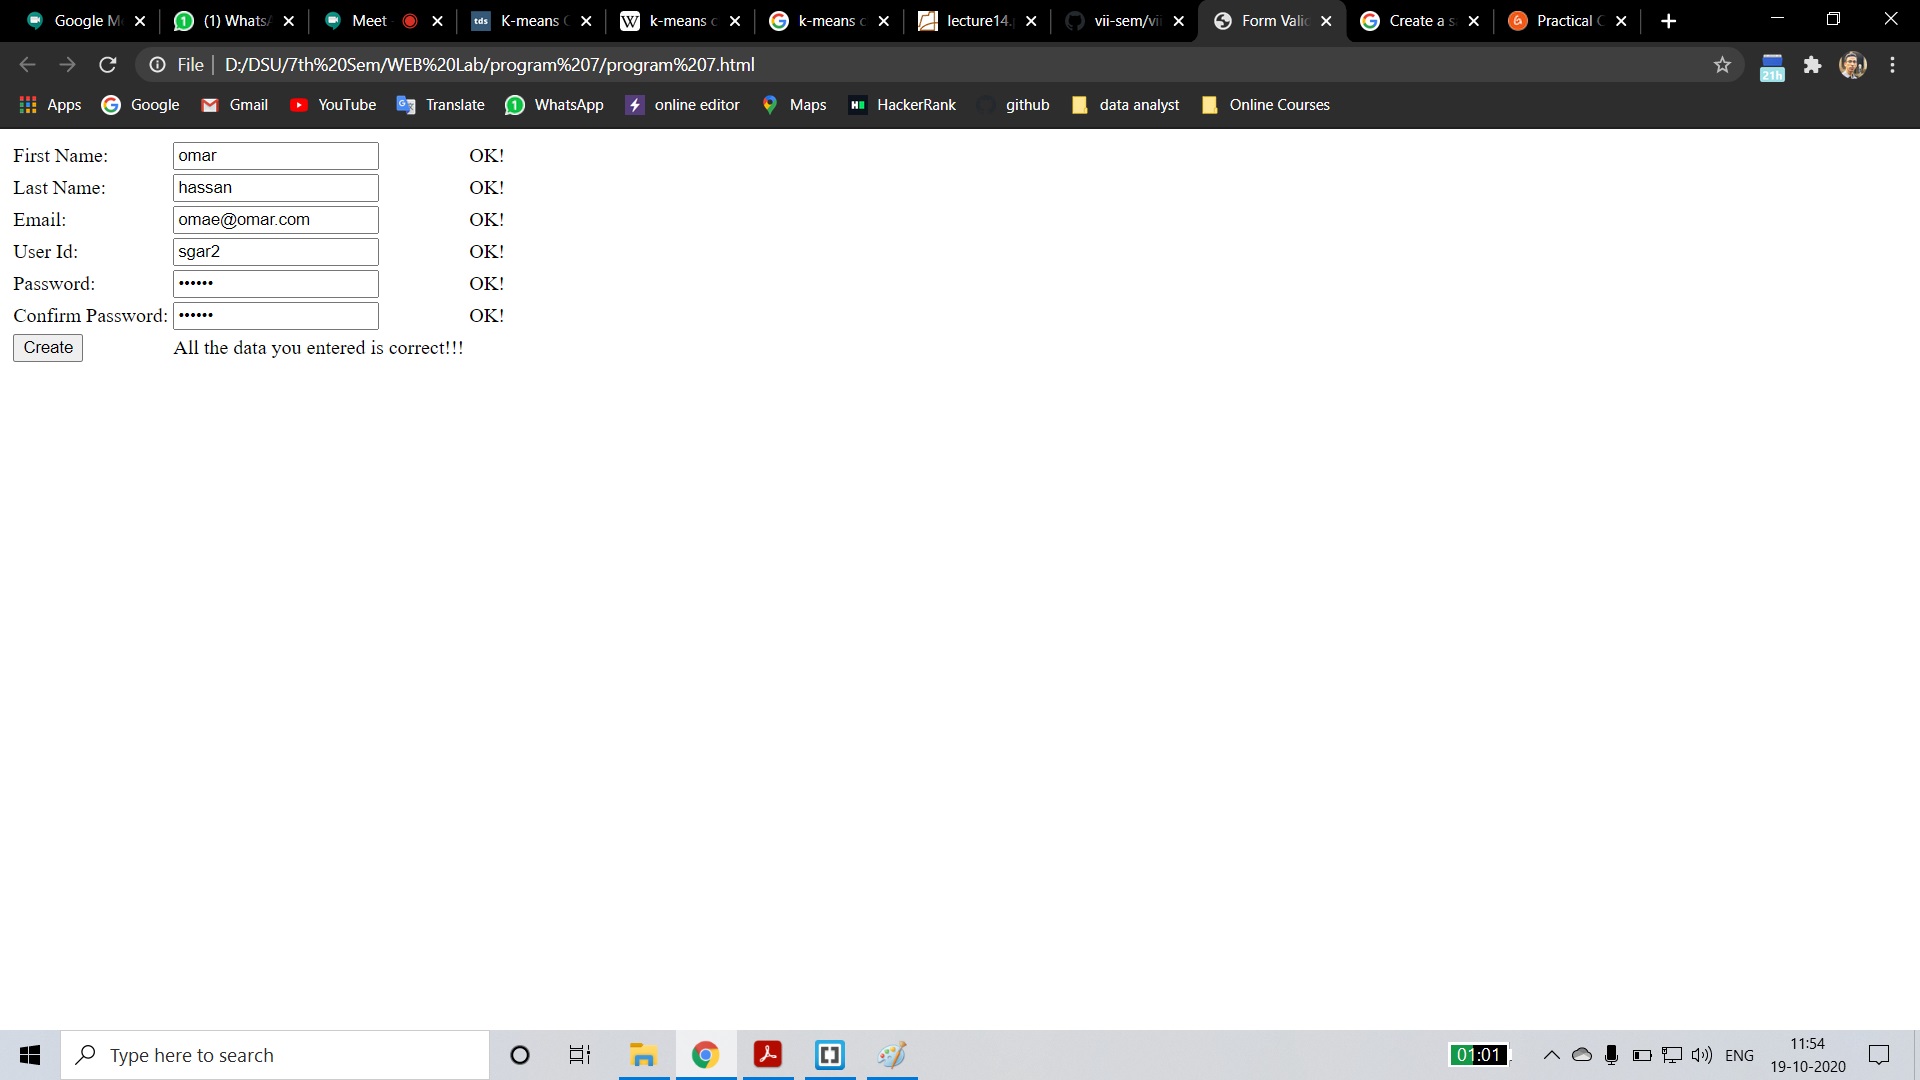 Google M
(1) Whats
Meet
tds K-means C
W k-means c
k-means c
lecture14.
vii-sem/vii
Form Valid
Create a s
Practical C
File D:/DSU/7th%20Sem/WEB%20Lab/program%207/program%207.html
21h
Apps Google Gmail YouTube Translate WhatsApp online editor Maps HackerRank github data analyst Online Courses
First Name: omar OK!
Last Name: hassan OK!
Email: omae@omar.com OK!
User Id: sgar2 OK!
Password: •••••• OK!
Confirm Password: •••••• OK!
Create All the data you entered is correct!!!
Type here to search
01:01
ENG
11:54
19-10-2020